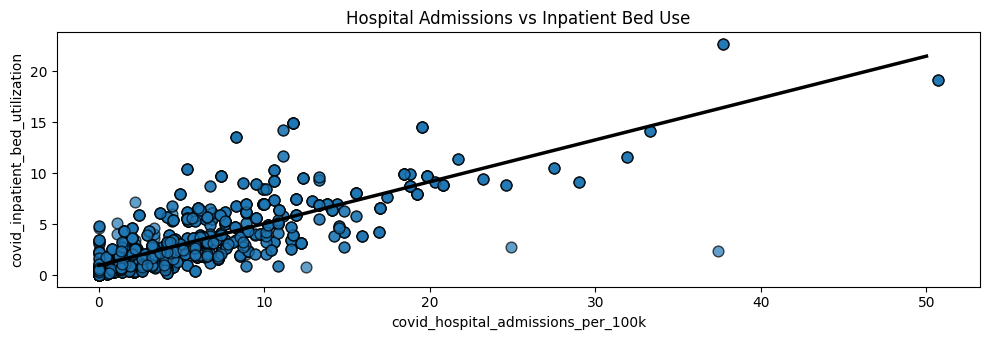 Hospital Admissions vs Inpatient Bed Use
covid_inpatient_bed_utilization
20
15
10
5
0
0 10 20 30 40 50
covid_hospital_admissions_per_100k